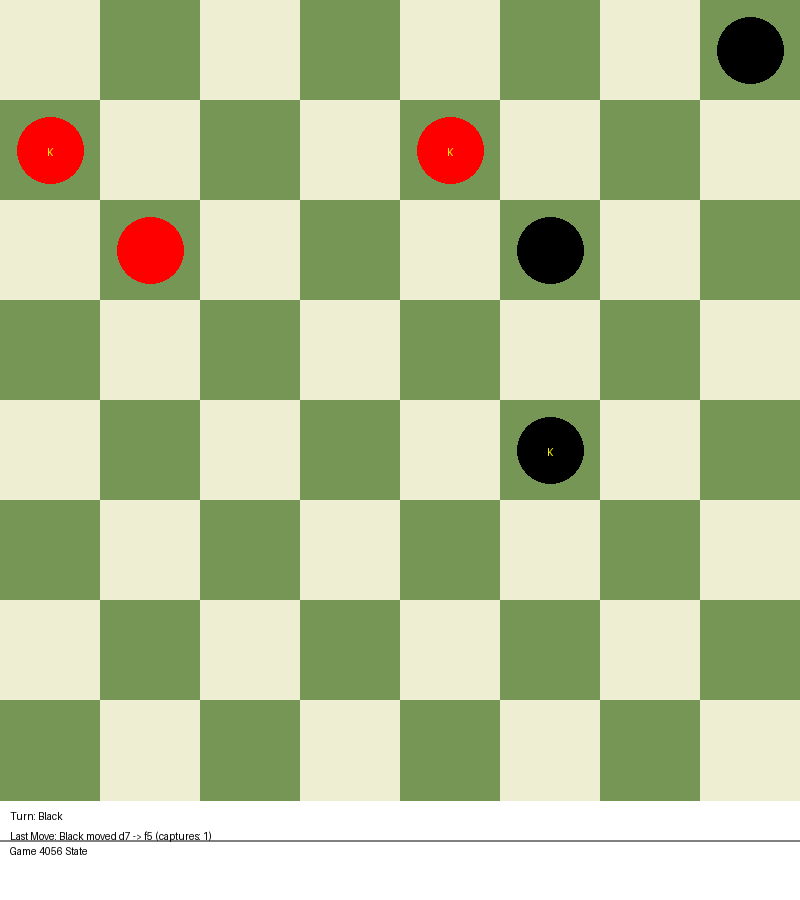 K
K
K
Turn: Black
Last Move: Black moved d7 -> f5 (captures: 1)
Game 4056 State